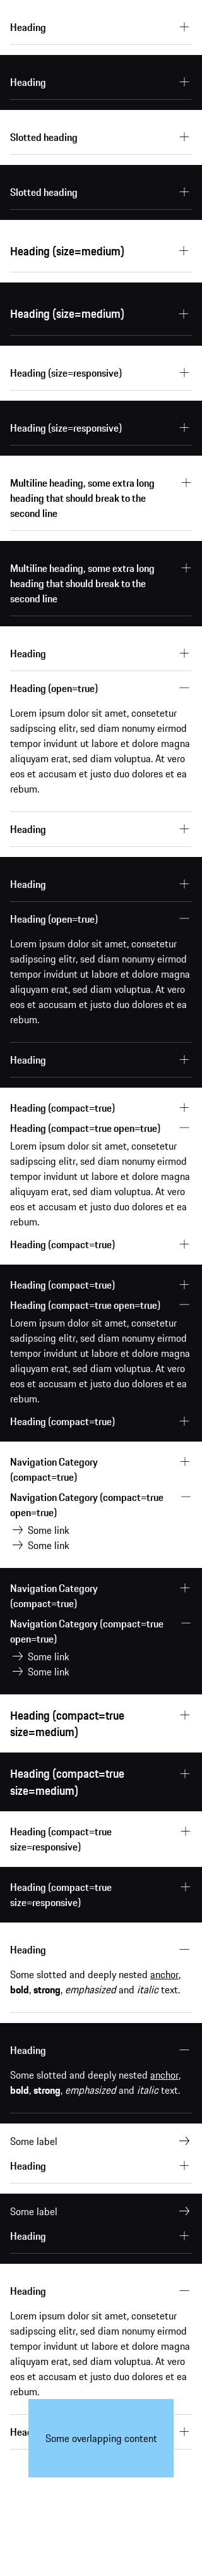 Heading
Heading
Slotted heading
Slotted heading
Heading (size=medium)
Heading (size=medium)
Heading (size=responsive)
Heading (size=responsive)
Multiline heading, some extra long
heading that should break to the
second line
Multiline heading, some extra long
heading that should break to the
second line
Heading
Heading (open=true)
Lorem ipsum dolor sit amet, consetetur
sadipscing elitr, sed diam nonumy eirmod
tempor invidunt ut labore et dolore magna
aliquyam erat, sed diam voluptua. At vero
eos et accusam et justo duo dolores et ea
rebum.
Heading
Heading
Heading (open=true)
Lorem ipsum dolor sit amet, consetetur
sadipscing elitr, sed diam nonumy eirmod
tempor invidunt ut labore et dolore magna
aliquyam erat, sed diam voluptua. At vero
eos et accusam et justo duo dolores et ea
rebum.
Heading
Heading (compact=true)
Heading (compact=true open=true)
Lorem ipsum dolor sit amet, consetetur
sadipscing elitr, sed diam nonumy eirmod
tempor invidunt ut labore et dolore magna
aliquyam erat, sed diam voluptua. At vero
eos et accusam et justo duo dolores et ea
rebum.
Heading (compact=true)
Heading (compact=true)
Heading (compact=true open=true)
Lorem ipsum dolor sit amet, consetetur
sadipscing elitr, sed diam nonumy eirmod
tempor invidunt ut labore et dolore magna
aliquyam erat, sed diam voluptua. At vero
eos et accusam et justo duo dolores et ea
rebum.
Heading (compact=true)
Navigation Category
(compact=true)
Navigation Category (compact=true
open=true)
Some link
Some link
Navigation Category
(compact=true)
Navigation Category (compact=true
open=true)
Some link
Some link
Heading (compact=true
size=medium)
Heading (compact=true
size=medium)
Heading (compact=true
size=responsive)
Heading (compact=true
size=responsive)
Heading
Some slotted and deeply nested anchor,
bold, strong, emphasized and italic text.
Heading
Some slotted and deeply nested anchor,
bold, strong, emphasized and italic text.
Some label
Heading
Some label
Heading
Heading
Lorem ipsum dolor sit amet, consetetur
sadipscing elitr, sed diam nonumy eirmod
tempor invidunt ut labore et dolore magna
aliquyam erat, sed diam voluptua. At vero
eos et accusam et justo duo dolores et ea
rebum.
Hea
Some overlapping content